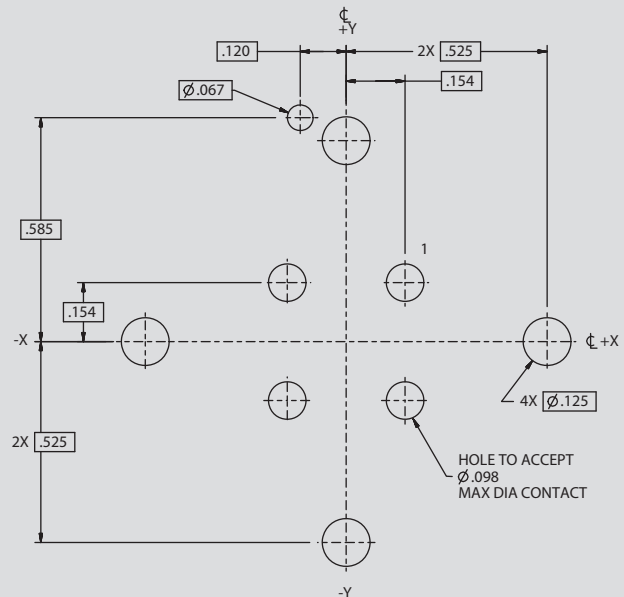 ℄
+Y
.120
2X .525
.154
Ø.067
.585
1
.154
-X
℄ +X
4X Ø.125
2X .525
HOLE TO ACCEPT
Ø.098
MAX DIA CONTACT
-Y